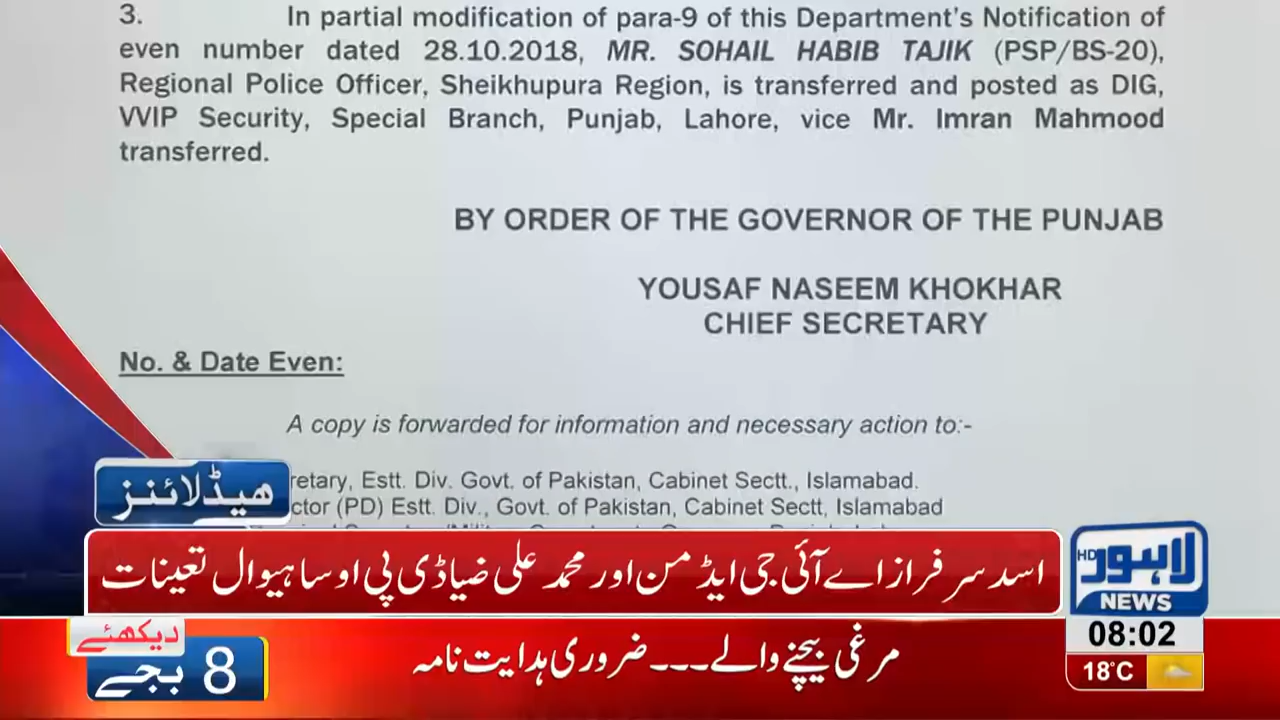 3. In partial modification of para-9 of this Department's Notification of
even number dated 28.10.2018, MR. SOHAIL HABIB TAJIK (PSP/BS-20),
Regional Police Officer, Sheikhupura Region, is transferred and posted as DIG,
VVIP Security, Special Branch, Punjab, Lahore, vice Mr. Imran Mahmood
transferred.
BY ORDER OF THE GOVERNOR OF THE PUNJAB
YOUSAF NASEEM KHOKHAR
CHIEF SECRETARY
No. & Date Even:
A copy is forwarded for information and necessary action to:-
retary, Estt. Div. Govt. of Pakistan, Cabinet Sectt., Islamabad.
ctor (PD) Estt. Div., Govt. of Pakistan, Cabinet Sectt, Islamabad
ہیڈلائنز
اسد سرفراز اے آئی جی ایڈمن اور محمد علی ضیا ڈی پی او ساہیوال تعینات
لاہور HD
NEWS
08:02
18°C
دیکھئے
8 بجے
مرغی بیچنے والے۔۔۔ضروری ہدایت نامہ